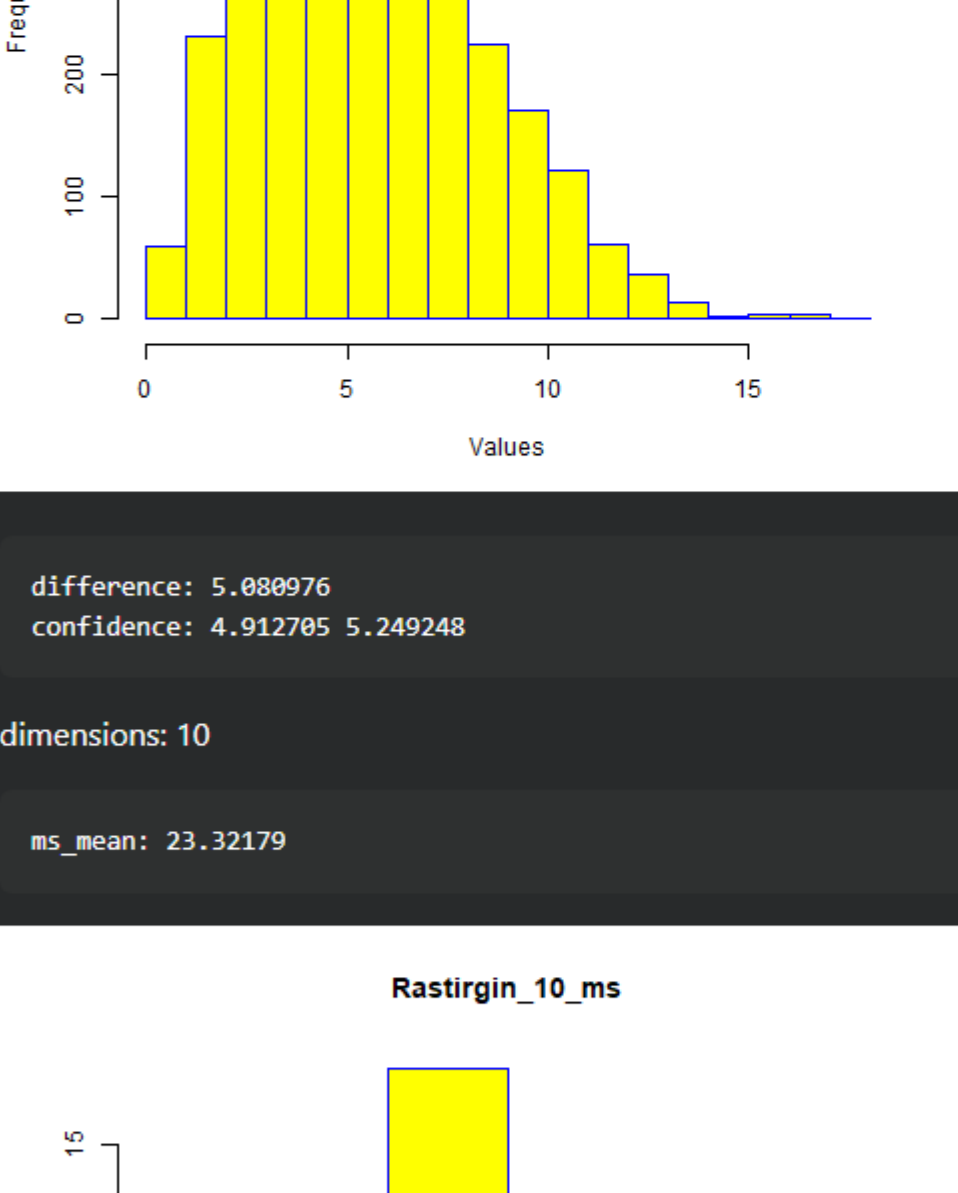 200
100
0
0 5 10 15
Values
difference: 5.080976
confidence: 4.912705 5.249248
dimensions: 10
ms_mean: 23.32179
Rastirgin_10_ms
15